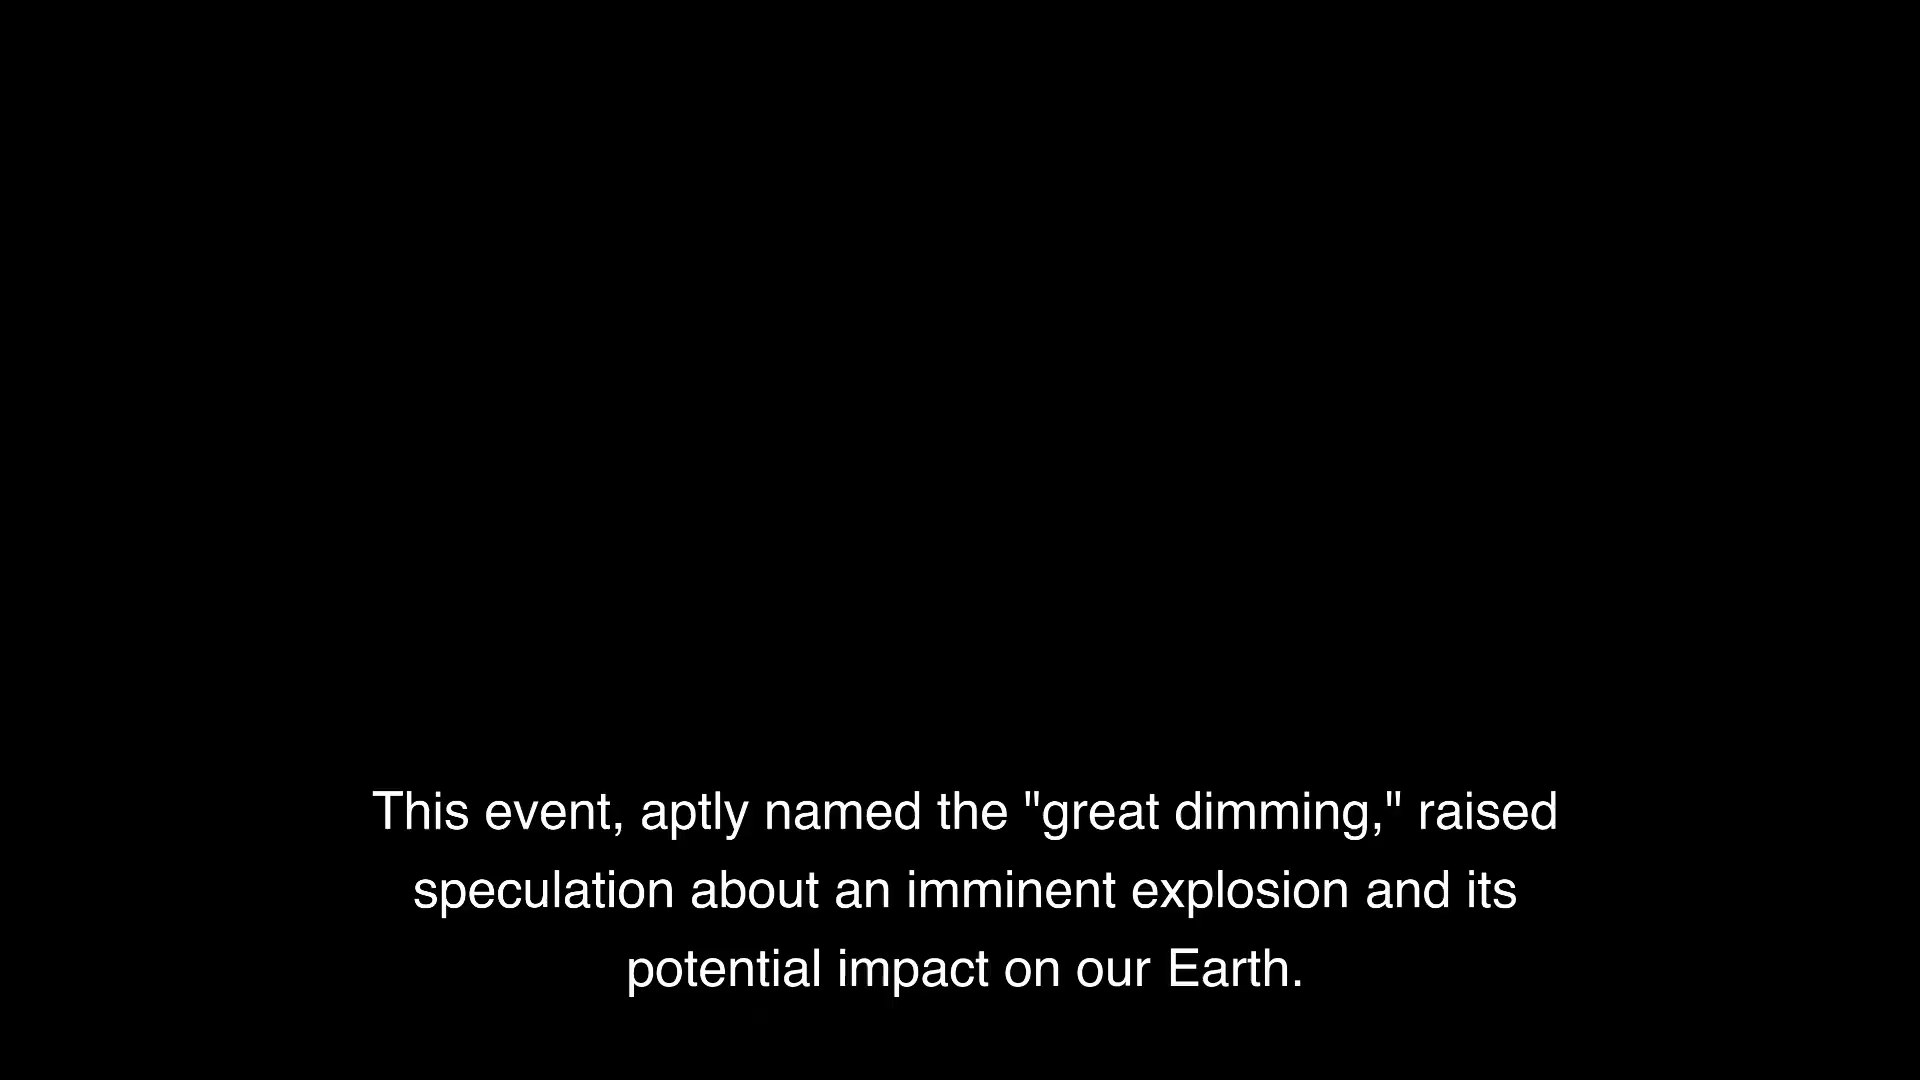 This event, aptly named the "great dimming," raised
speculation about an imminent explosion and its
potential impact on our Earth.